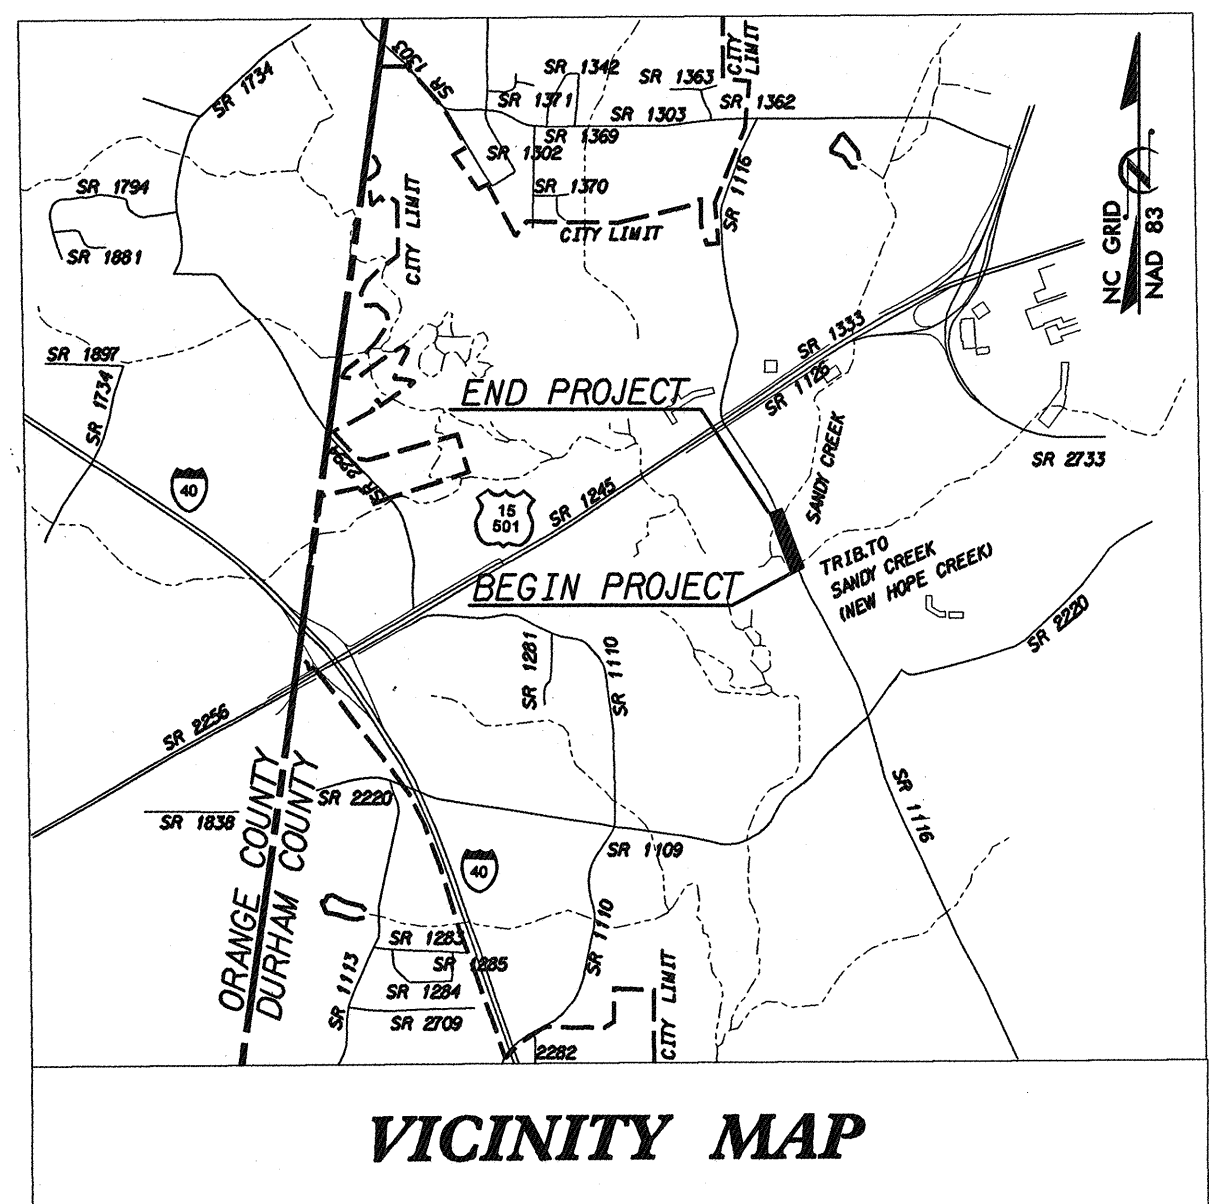 SR 1303
SR 1734
SR 1342
SR 1363
CITY LIMIT
SR 1371
SR 1303
SR 1362
SR 1369
SR 1302
SR 1116
SR 1794
SR 1370
CITY LIMIT
CITY LIMIT
SR 1881
NC GRID
NAD 83
SR 1333
SR 1126
SR 1897
SR 1734
END PROJECT
SR 2294
SANDY CREEK
SR 2733
40
15
501
SR 1245
TRIB.TO
SANDY CREEK
(NEW HOPE CREEK)
BEGIN PROJECT
SR 2220
SR 1281
SR 1110
SR 2256
ORANGE COUNTY
DURHAM COUNTY
SR 2220
SR 1838
SR 1116
SR 1109
40
SR 1110
SR 1283
SR 1285
SR 1284
SR 1113
SR 2709
CITY LIMIT
2282
VICINITY MAP